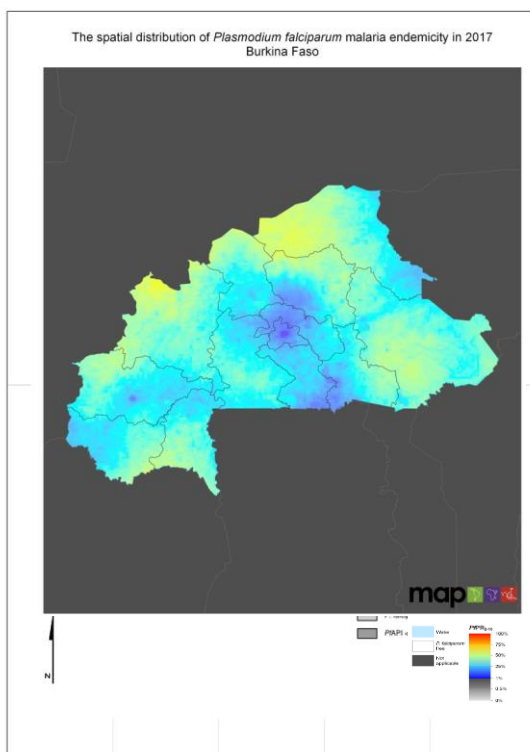 The spatial distribution of Plasmodium falciparum malaria endemicity in 2017
Burkina Faso
map
PfAPI <
Water
P. falciparum
free
Not
applicable
100%
75%
50%
25%
1%
0.5%
0%
N